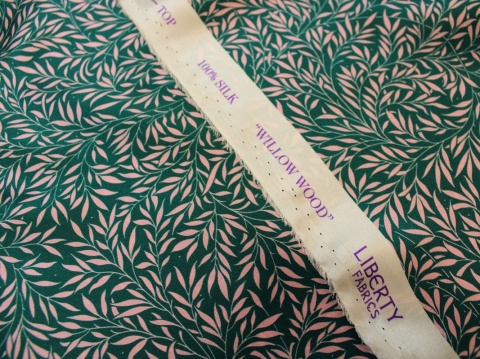 – TOP
100% SILK
"WILLOW WOOD"
LIBERTY
FABRICS